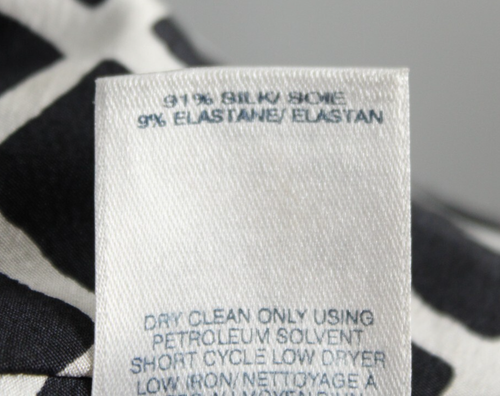 91% SILK/ SOIE
9% ELASTANE/ ELASTAN
DRY CLEAN ONLY USING
PETROLEUM SOLVENT
SHORT CYCLE LOW DRYER
LOW IRON/ NETTOYAGE A